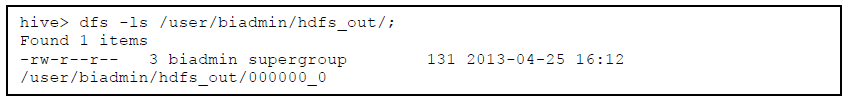 hive> dfs -ls /user/biadmin/hdfs_out/;
Found 1 items
-rw-r--r--   3 biadmin supergroup        131 2013-04-25 16:12
/user/biadmin/hdfs_out/000000_0